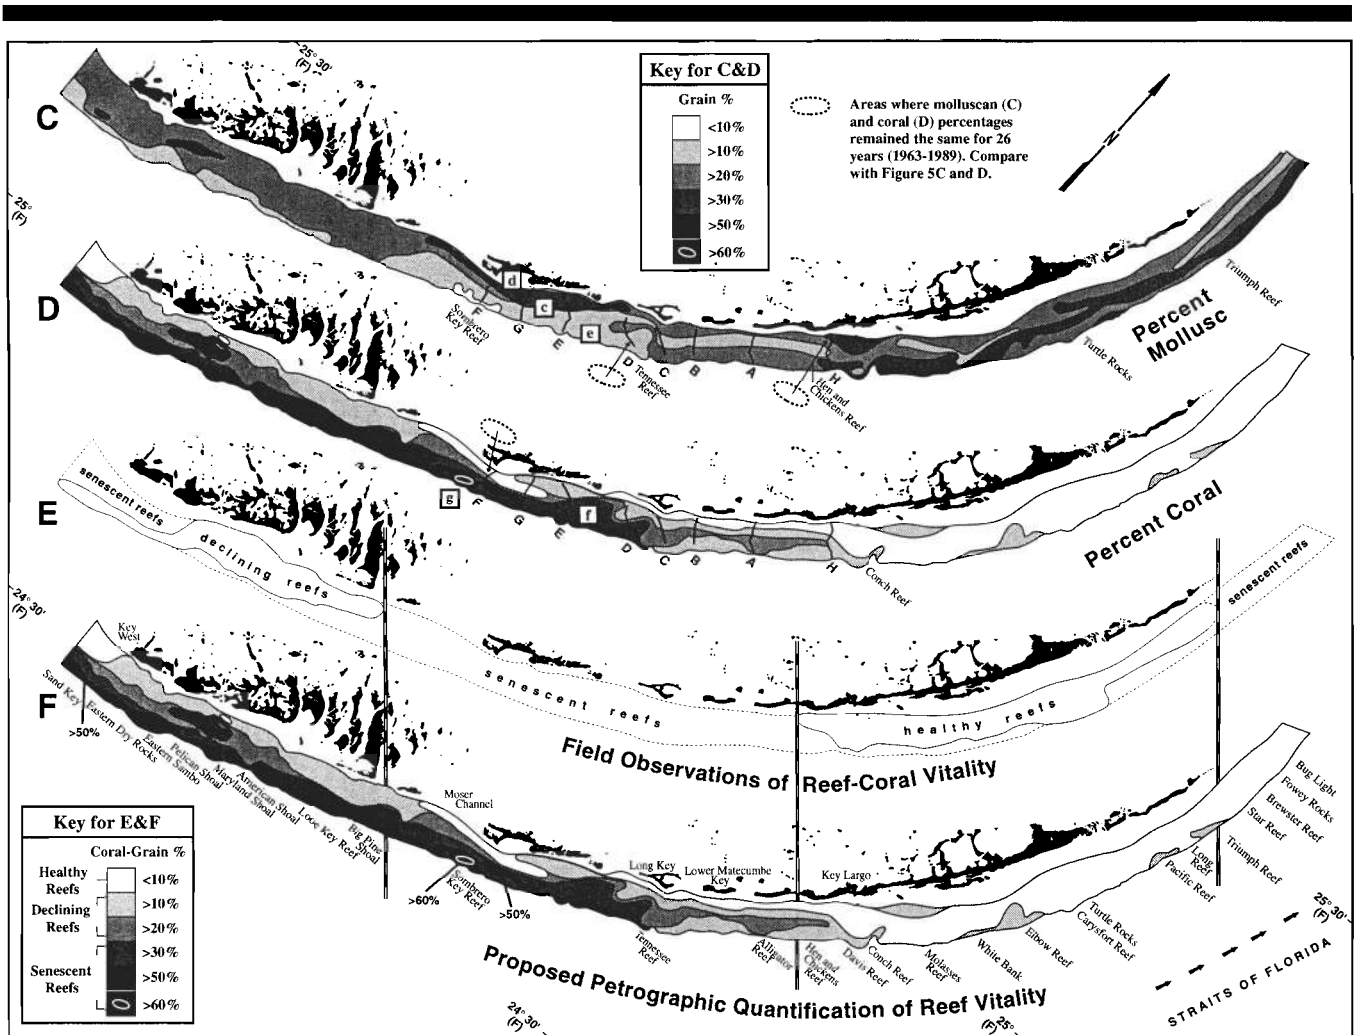 25° 30'
(F)
C
Key for C&D
Grain %
<10%
>10%
>20%
>30%
>50%
>60%
Areas where molluscan (C)
and coral (D) percentages
remained the same for 26
years (1963-1989). Compare
with Figure 5C and D.
N
25°
(F)
d
c
e
Sombrero
Key Reef
F
G
E
D
Tennessee
Reef
C
B
A
H
Hen and
Chickens Reef
Turtle Rocks
Triumph Reef
Percent
Mollusc
D
g
f
F
G
E
D
C
B
A
H
Conch Reef
Percent Coral
E
senescent reefs
declining reefs
senescent reefs
healthy reefs
senescent reefs
Field Observations of Reef-Coral Vitality
24° 30'
(F)
F
Key
West
Sand Key
>50%
Eastern Dry Rocks
Eastern Sambo
Pelican Shoal
Maryland Shoal
American Shoal
Looe Key Reef
Big Pine
Shoal
Moser
Channel
>60%
Sombrero
Key Reef
>50%
Long Key
Lower Matecumbe
Key
Key Largo
Tennessee
Reef
Alligator
Reef
Hen and
Chickens
Reef
Davis Reef
Conch Reef
Molasses
Reef
White Bank
Elbow Reef
Carysfort Reef
Turtle Rocks
Pacific Reef
Long
Reef
Triumph Reef
Star Reef
Brewster Reef
Fowey Rocks
Bug Light
Key for E&F
Coral-Grain %
Healthy
Reefs
<10%
Declining
Reefs
>10%
>20%
Senescent
Reefs
>30%
>50%
>60%
Proposed Petrographic Quantification of Reef Vitality
24° 30'
(F)
25°
(F)
25° 30'
(F)
STRAITS OF FLORIDA